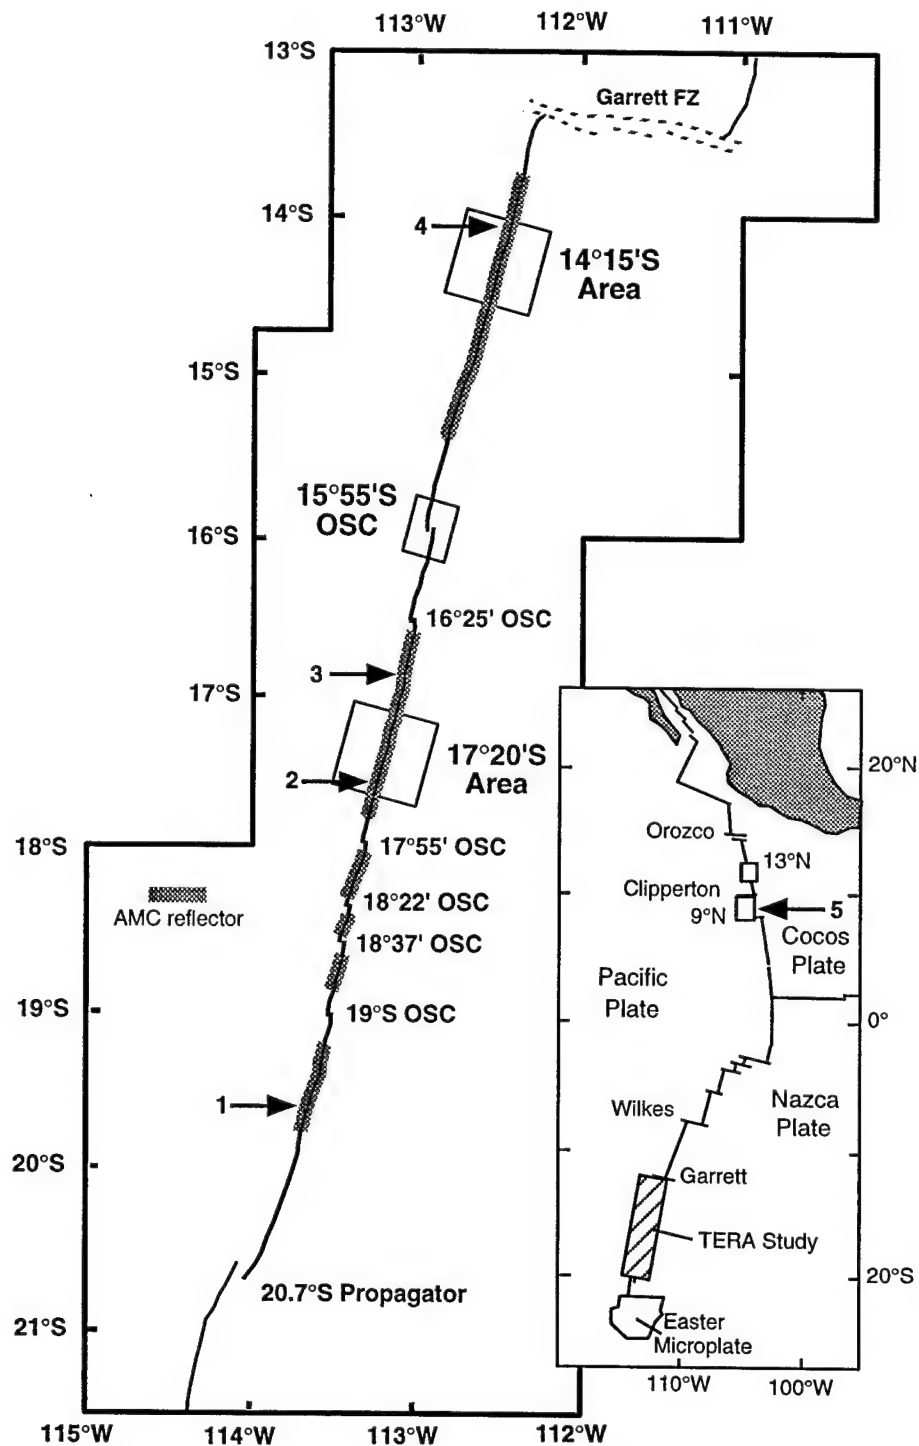 113°W 112°W 111°W
13°S
Garrett FZ
14°S
4
14°15'S
Area
15°S
15°55'S
OSC
16°S
16°25' OSC
3
17°S
17°20'S
Area
2
18°S
17°55' OSC
AMC reflector
18°22' OSC
18°37' OSC
19°S
19°S OSC
1
20°S
20.7°S Propagator
21°S
115°W 114°W 113°W 112°W
20°N
Orozco
13°N
Clipperton
9°N
5
Cocos
Plate
Pacific
Plate
0°
Wilkes
Nazca
Plate
Garrett
TERA Study
20°S
Easter
Microplate
110°W 100°W